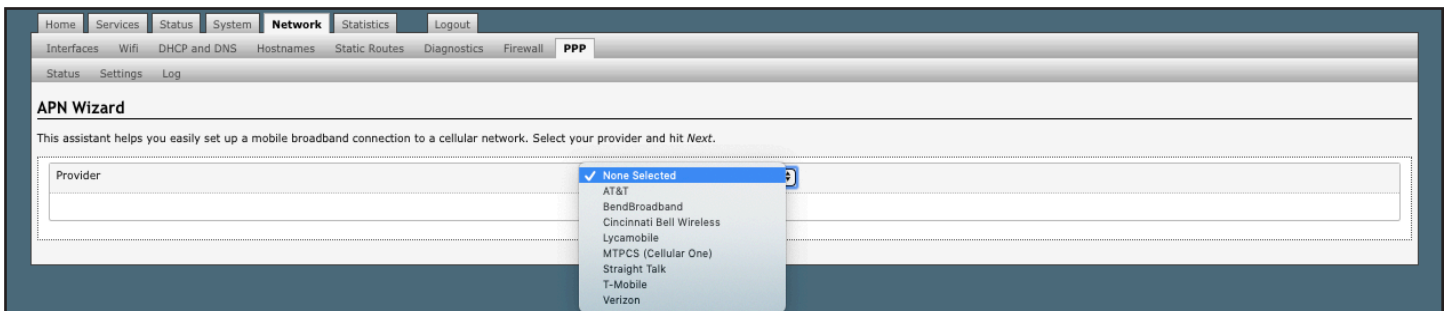 Home Services Status System Network Statistics Logout
Interfaces Wifi DHCP and DNS Hostnames Static Routes Diagnostics Firewall PPP
Status Settings Log
APN Wizard
This assistant helps you easily set up a mobile broadband connection to a cellular network. Select your provider and hit Next.
Provider
✓ None Selected
AT&T
BendBroadband
Cincinnati Bell Wireless
Lycamobile
MTPCS (Cellular One)
Straight Talk
T-Mobile
Verizon